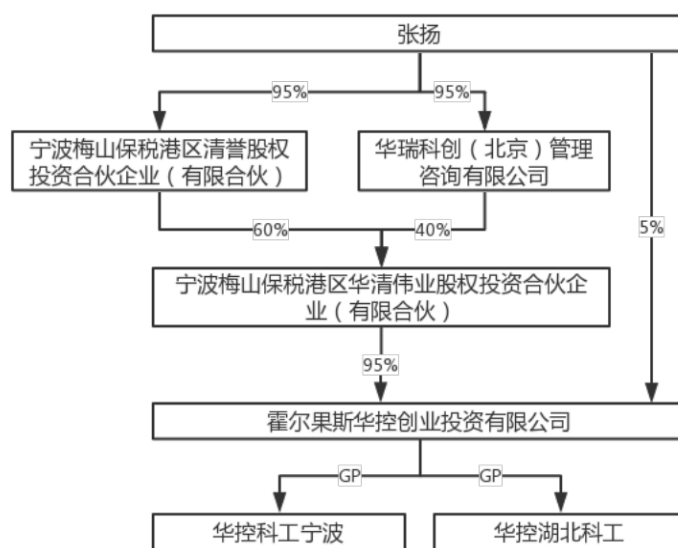 张扬
95%
95%
宁波梅山保税港区清誉股权
投资合伙企业（有限合伙）
华瑞科创（北京）管理
咨询有限公司
60%
40%
5%
宁波梅山保税港区华清伟业股权投资合伙企
业（有限合伙）
95%
霍尔果斯华控创业投资有限公司
GP
GP
华控科工宁波
华控湖北科工